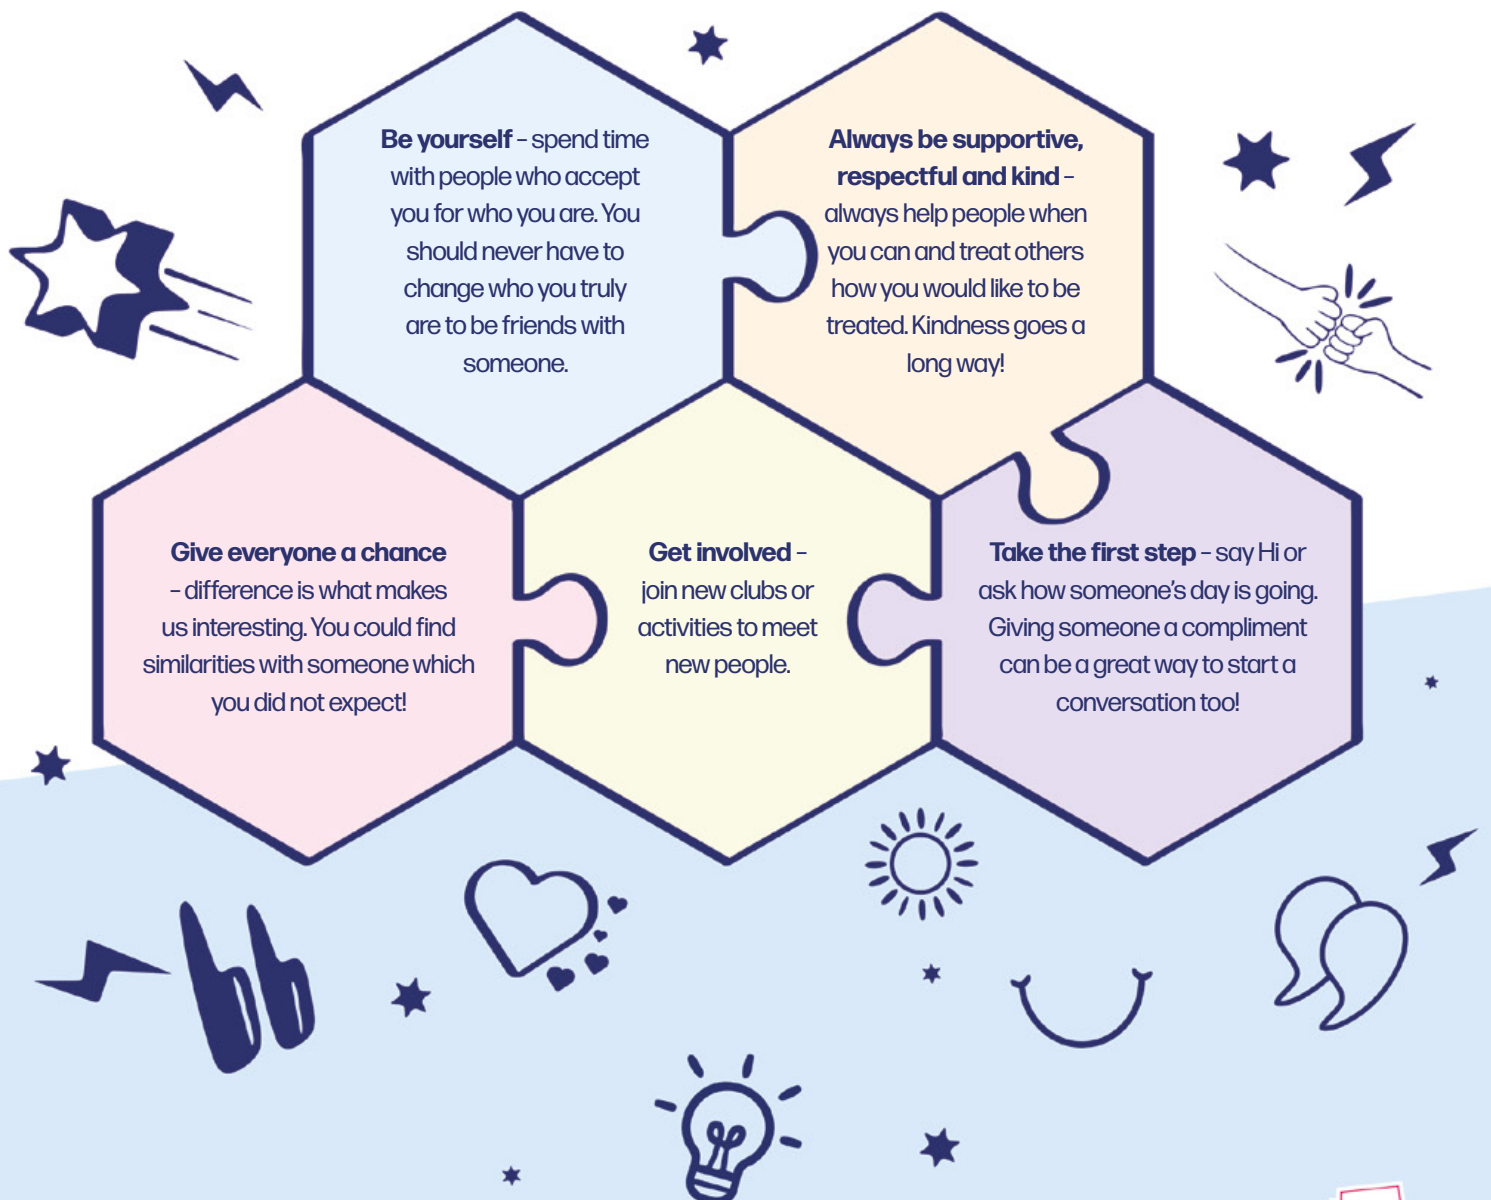 Be yourself – spend time
with people who accept
you for who you are. You
should never have to
change who you truly
are to be friends with
someone.
Always be supportive,
respectful and kind –
always help people when
you can and treat others
how you would like to be
treated. Kindness goes a
long way!
Give everyone a chance
– difference is what makes
us interesting. You could find
similarities with someone which
you did not expect!
Get involved –
join new clubs or
activities to meet
new people.
Take the first step – say Hi or
ask how someone's day is going.
Giving someone a compliment
can be a great way to start a
conversation too!